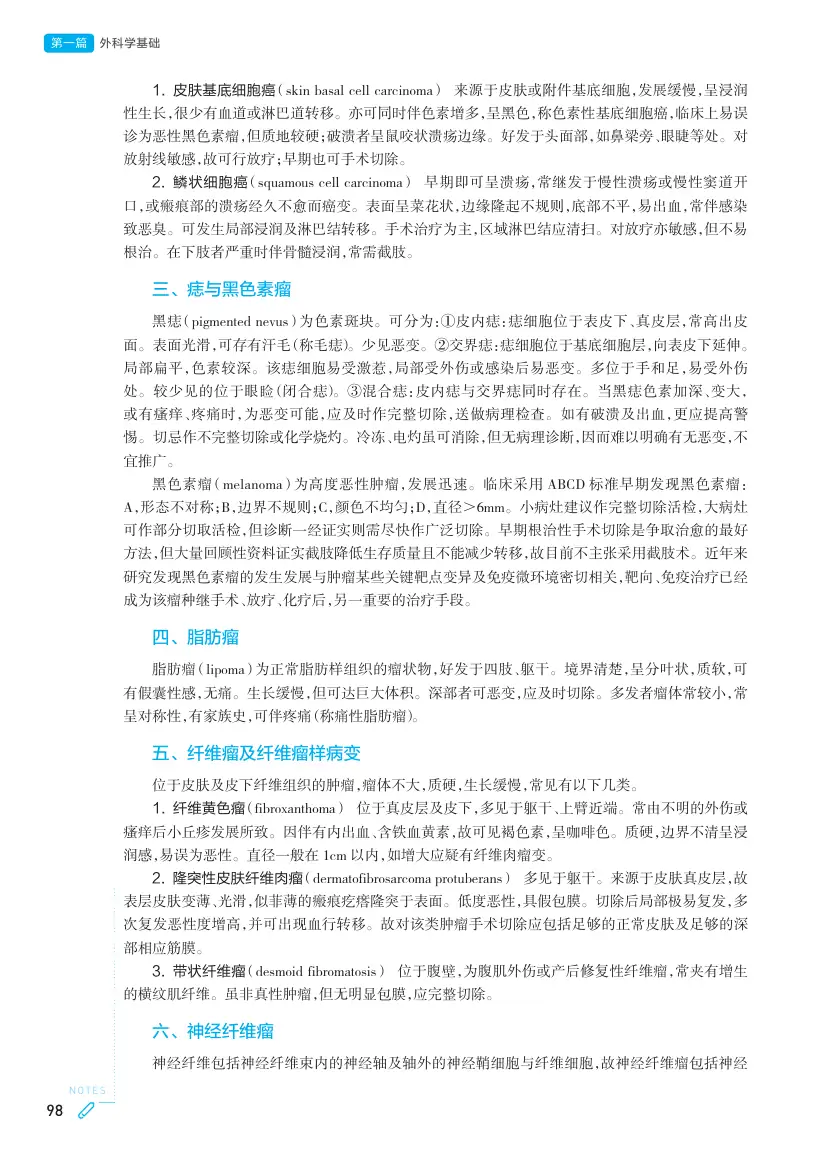 第一篇 外科学基础
1. 皮肤基底细胞癌（skin basal cell carcinoma） 来源于皮肤或附件基底细胞，发展缓慢，呈浸润
性生长，很少有血道或淋巴道转移。亦可同时伴色素增多，呈黑色，称色素性基底细胞癌，临床上易误
诊为恶性黑色素瘤，但质地较硬；破溃者呈鼠咬状溃疡边缘。好发于头面部，如鼻梁旁、眼睫等处。对
放射线敏感，故可行放疗；早期也可手术切除。
2. 鳞状细胞癌（squamous cell carcinoma） 早期即可呈溃疡，常继发于慢性溃疡或慢性窦道开
口，或瘢痕部的溃疡经久不愈而癌变。表面呈菜花状，边缘隆起不规则，底部不平，易出血，常伴感染
致恶臭。可发生局部浸润及淋巴结转移。手术治疗为主，区域淋巴结应清扫。对放疗亦敏感，但不易
根治。在下肢者严重时伴骨髓浸润，常需截肢。
三、痣与黑色素瘤
黑痣（pigmented nevus）为色素斑块。可分为：①皮内痣：痣细胞位于表皮下、真皮层，常高出皮
面。表面光滑，可存有汗毛（称毛痣）。少见恶变。②交界痣：痣细胞位于基底细胞层，向表皮下延伸。
局部扁平，色素较深。该痣细胞易受激惹，局部受外伤或感染后易恶变。多位于手和足，易受外伤
处。较少见的位于眼睑（闭合痣）。③混合痣：皮内痣与交界痣同时存在。当黑痣色素加深、变大，
或有瘙痒、疼痛时，为恶变可能，应及时作完整切除，送做病理检查。如有破溃及出血，更应提高警
惕。切忌作不完整切除或化学烧灼。冷冻、电灼虽可消除，但无病理诊断，因而难以明确有无恶变，不
宜推广。
黑色素瘤（melanoma）为高度恶性肿瘤，发展迅速。临床采用 ABCD 标准早期发现黑色素瘤：
A，形态不对称；B，边界不规则；C，颜色不均匀；D，直径＞6mm。小病灶建议作完整切除活检，大病灶
可作部分切取活检，但诊断一经证实则需尽快作广泛切除。早期根治性手术切除是争取治愈的最好
方法，但大量回顾性资料证实截肢降低生存质量且不能减少转移，故目前不主张采用截肢术。近年来
研究发现黑色素瘤的发生发展与肿瘤某些关键靶点变异及免疫微环境密切相关，靶向、免疫治疗已经
成为该瘤种继手术、放疗、化疗后，另一重要的治疗手段。
四、脂肪瘤
脂肪瘤（lipoma）为正常脂肪样组织的瘤状物，好发于四肢、躯干。境界清楚，呈分叶状，质软，可
有假囊性感，无痛。生长缓慢，但可达巨大体积。深部者可恶变，应及时切除。多发者瘤体常较小，常
呈对称性，有家族史，可伴疼痛（称痛性脂肪瘤）。
五、纤维瘤及纤维瘤样病变
位于皮肤及皮下纤维组织的肿瘤，瘤体不大，质硬，生长缓慢，常见有以下几类。
1. 纤维黄色瘤（fibroxanthoma） 位于真皮层及皮下，多见于躯干、上臂近端。常由不明的外伤或
瘙痒后小丘疹发展所致。因伴有内出血、含铁血黄素，故可见褐色素，呈咖啡色。质硬，边界不清呈浸
润感，易误为恶性。直径一般在 1cm 以内，如增大应疑有纤维肉瘤变。
2. 隆突性皮肤纤维肉瘤（dermatofibrosarcoma protuberans） 多见于躯干。来源于皮肤真皮层，故
表层皮肤变薄、光滑，似菲薄的瘢痕疙瘩隆突于表面。低度恶性，具假包膜。切除后局部极易复发，多
次复发恶性度增高，并可出现血行转移。故对该类肿瘤手术切除应包括足够的正常皮肤及足够的深
部相应筋膜。
3. 带状纤维瘤（desmoid fibromatosis） 位于腹壁，为腹肌外伤或产后修复性纤维瘤，常夹有增生
的横纹肌纤维。虽非真性肿瘤，但无明显包膜，应完整切除。
六、神经纤维瘤
神经纤维包括神经纤维束内的神经轴及轴外的神经鞘细胞与纤维细胞，故神经纤维瘤包括神经
NOTES
98